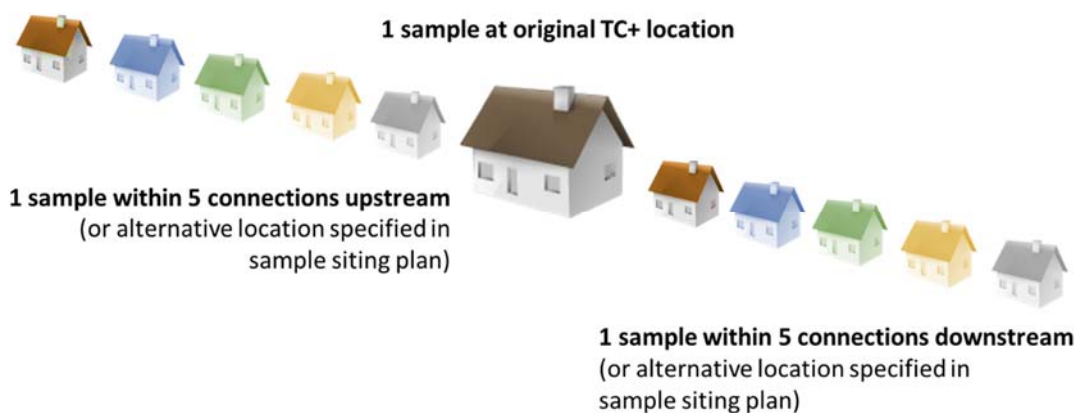 1 sample at original TC+ location
1 sample within 5 connections upstream
(or alternative location specified in
sample siting plan)
1 sample within 5 connections downstream
(or alternative location specified in
sample siting plan)